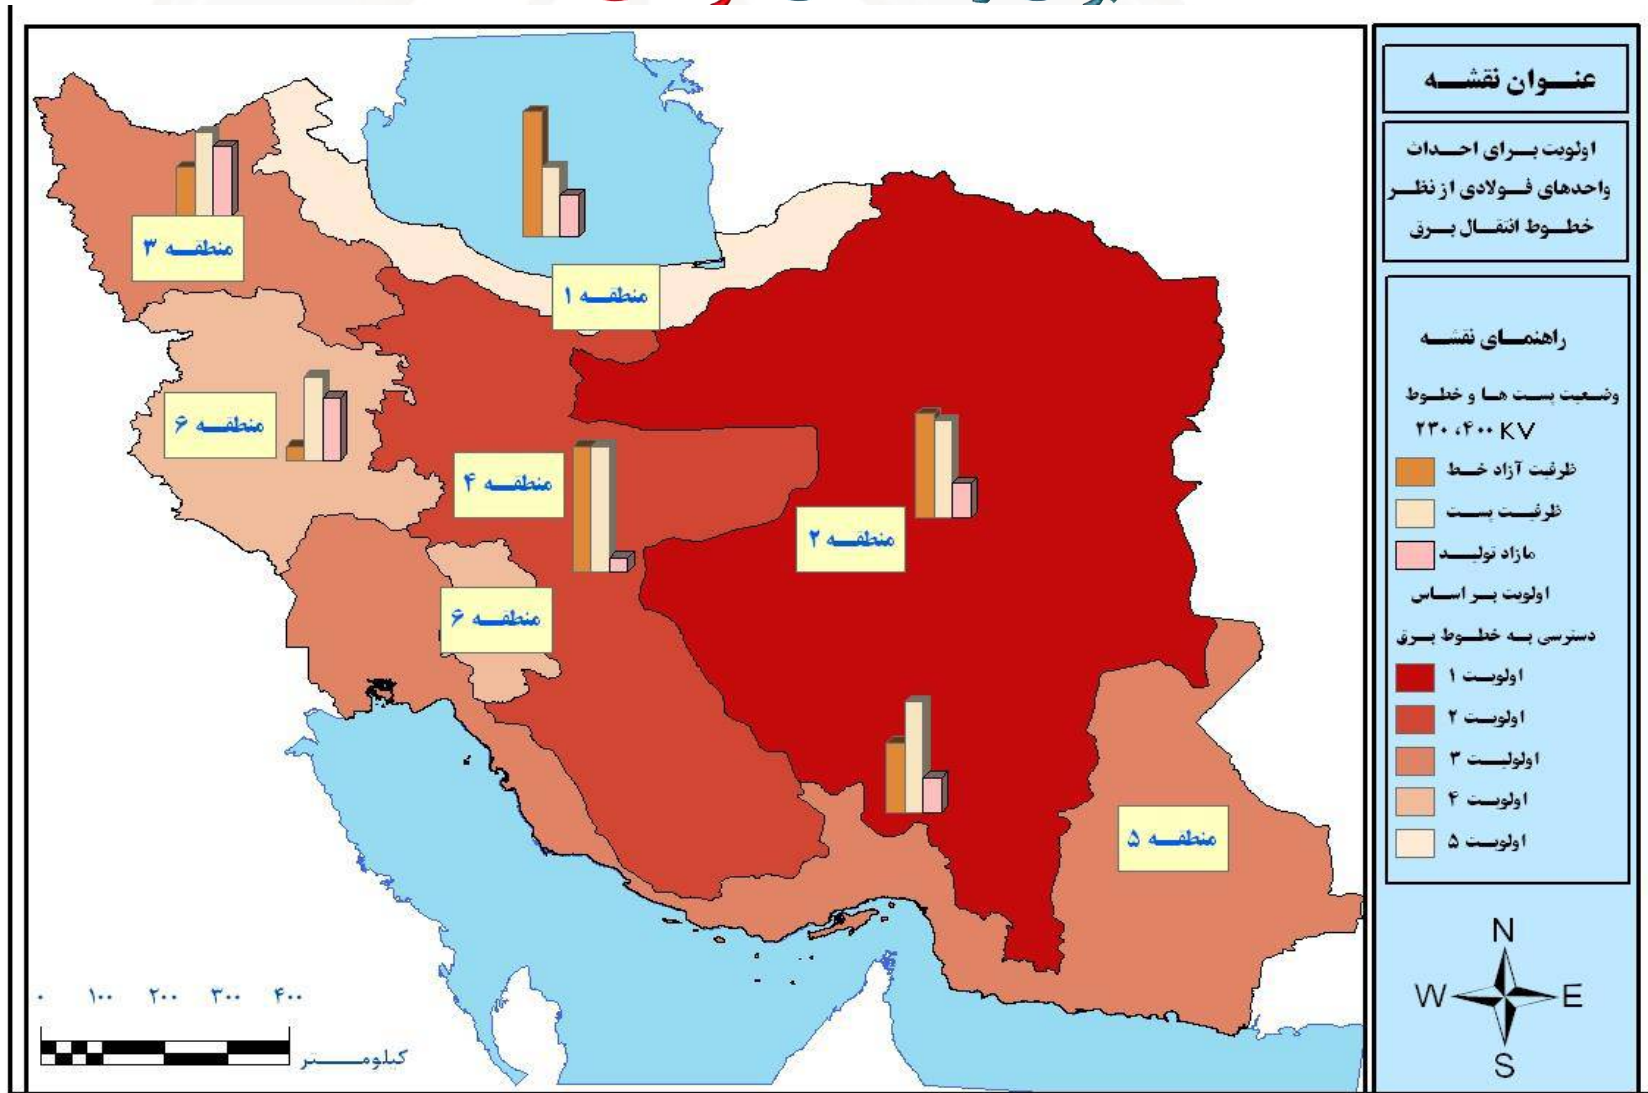 عنوان نقشه
اولویت برای احداث
واحدهای فولادی از نظر
خطوط انتقال برق
راهنمای نقشه
وضعیت پست ها و خطوط
۲۳۰ ،۴۰۰ KV
ظرفیت آزاد خط
ظرفیت پست
مازاد تولید
اولویت بر اساس
دسترسی به خطوط برق
اولویت ۱
اولویت ۲
اولولیت ۳
اولویت ۴
اولویت ۵
N
W E
S
منطقه ۳
منطقه ۱
منطقه ۶
منطقه ۴
منطقه ۲
منطقه ۶
منطقه ۵
۰ ۱۰۰ ۲۰۰ ۳۰۰ ۴۰۰
کیلومتر